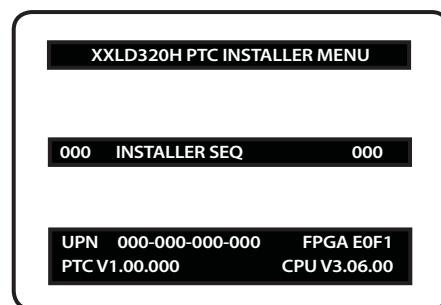 XXLD320H PTC INSTALLER MENU
000 INSTALLER SEQ 000
UPN 000-000-000-000 FPGA E0F1
PTC V1.00.000 CPU V3.06.00